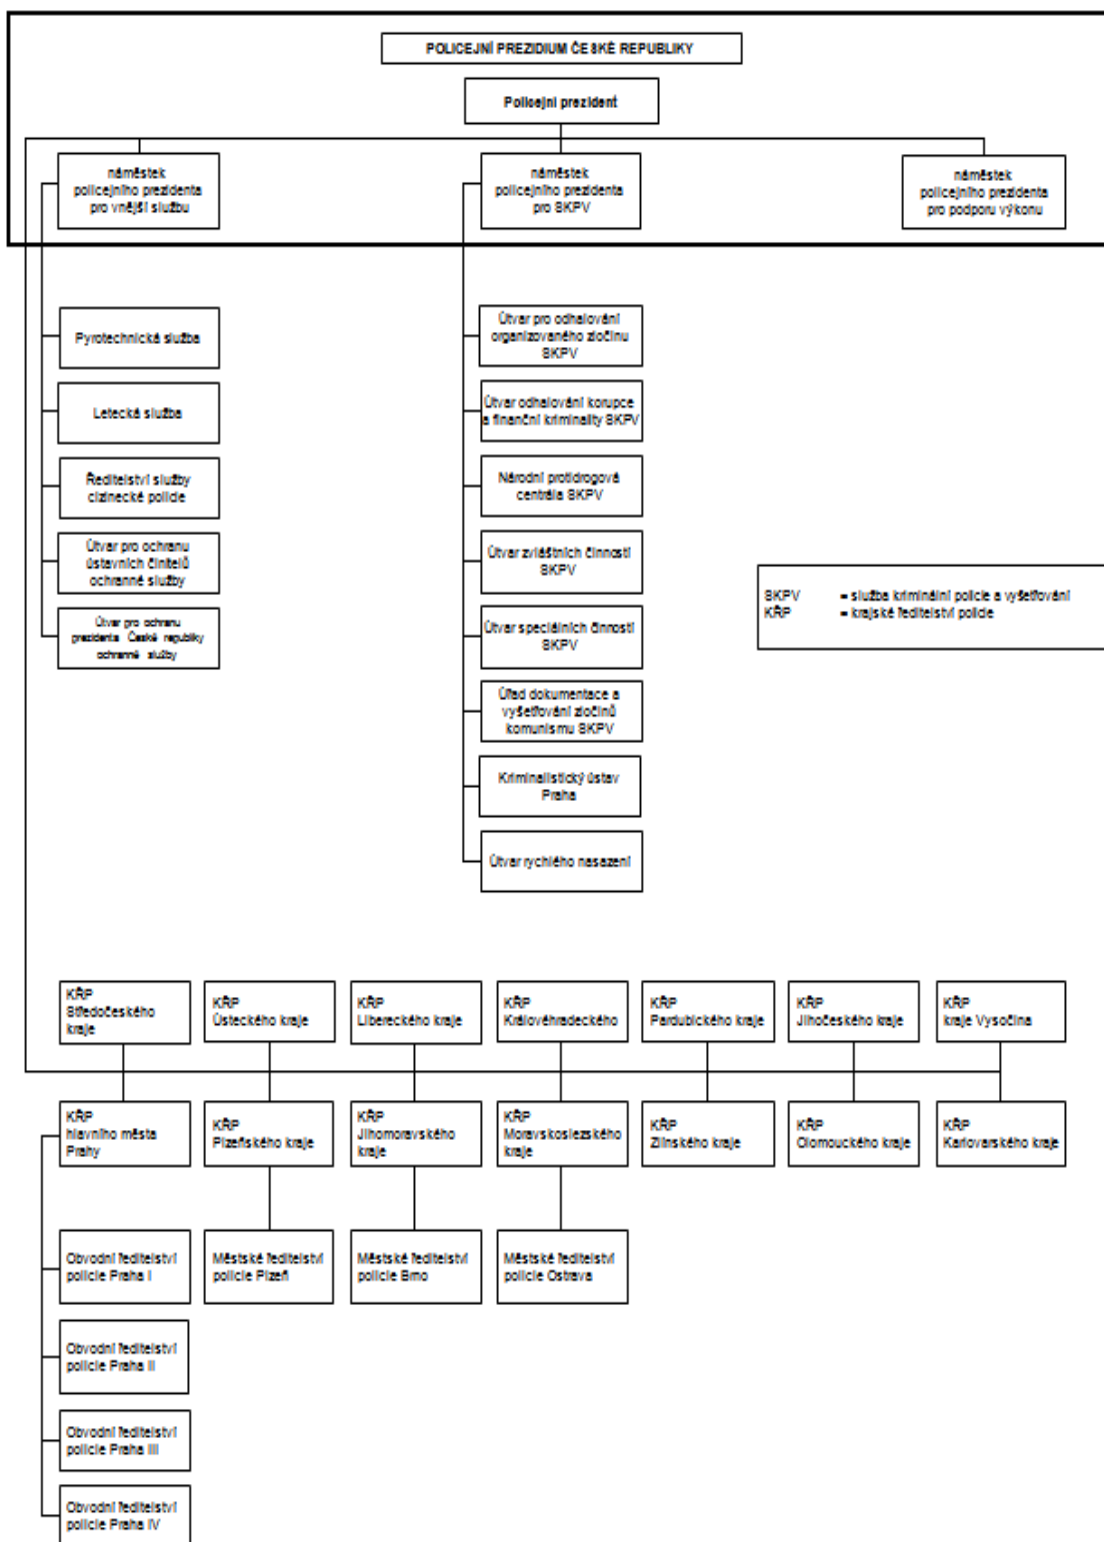 POLICEJNÍ PREZIDIUM ČESKÉ REPUBLIKY
Policejní prezident
náměstek
policejního prezidenta
pro vnější službu
náměstek
policejního prezidenta
pro SKPV
náměstek
policejního prezidenta
pro podporu výkonu
Pyrotechnická služba
Letecká služba
Ředitelství služby
cizinecké policie
Útvar pro ochranu
ústavních činitelů
ochranné služby
Útvar pro ochranu
prezidenta České republiky
ochranné služby
Útvar pro odhalování
organizovaného zločinu
SKPV
Útvar odhalování korupce
a finanční kriminality SKPV
Národní protidrogová
centrála SKPV
Útvar zvláštních činností
SKPV
Útvar speciálních činností
SKPV
Úřad dokumentace a
vyšetřování zločinů
komunismu SKPV
Kriminalistický ústav
Praha
Útvar rychlého nasazení
SKPV = služba kriminální policie a vyšetřování
KŘP = krajské ředitelství policie
KŘP
Středočeského
kraje
KŘP
Ústeckého kraje
KŘP
Libereckého kraje
KŘP
Královéhradeckého
KŘP
Pardubického kraje
KŘP
Jihočeského kraje
KŘP
kraje Vysočina
KŘP
hlavního města
Prahy
KŘP
Plzeňského kraje
KŘP
Jihomoravského
kraje
KŘP
Moravskoslezského
kraje
KŘP
Zlínského kraje
KŘP
Olomouckého kraje
KŘP
Karlovarského kraje
Obvodní ředitelství
policie Praha I
Městské ředitelství
policie Plzeň
Městské ředitelství
policie Brno
Městské ředitelství
policie Ostrava
Obvodní ředitelství
policie Praha II
Obvodní ředitelství
policie Praha III
Obvodní ředitelství
policie Praha IV